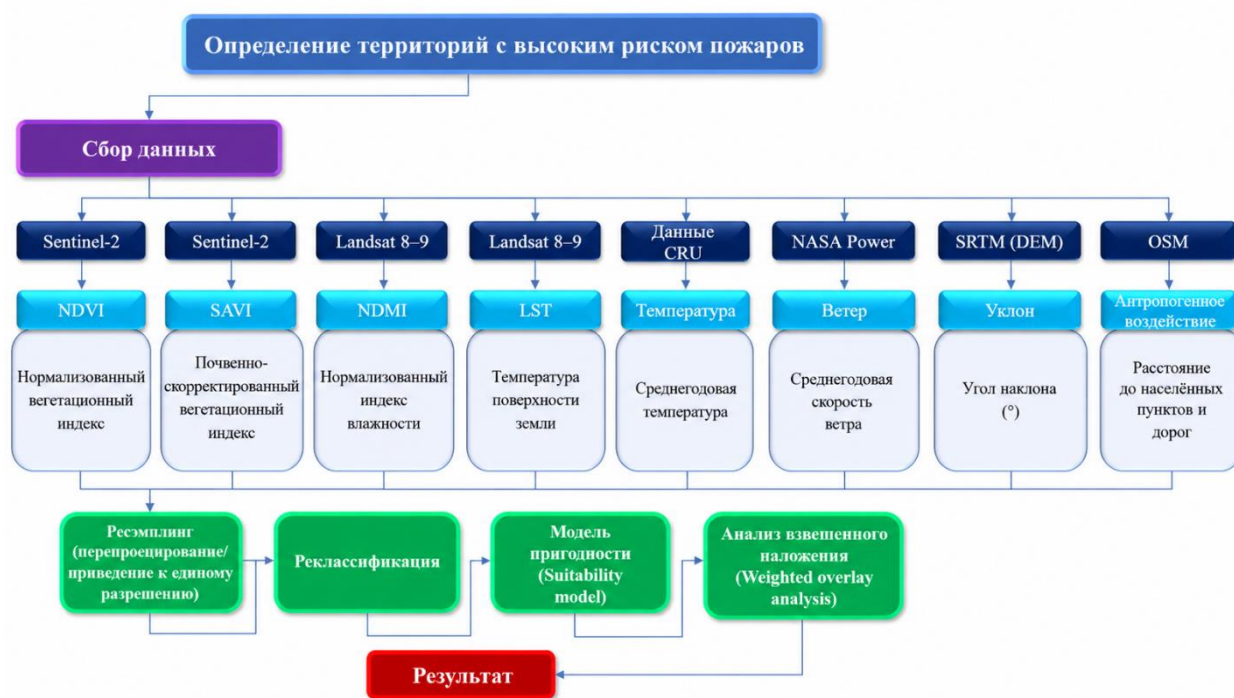 Определение территорий с высоким риском пожаров
Сбор данных
Sentinel-2
Sentinel-2
Landsat 8–9
Landsat 8–9
Данные
CRU
NASA Power
SRTM (DEM)
OSM
NDVI
SAVI
NDMI
LST
Температура
Ветер
Уклон
Антропогенное
воздействие
Нормализованный
вегетационный
индекс
Почвенно-
скорректированный
вегетационный
индекс
Нормализованный
индекс
влажности
Температура
поверхности
земли
Среднегодовая
температура
Среднегодовая
скорость
ветра
Угол наклона
(°)
Расстояние
до населённых
пунктов и
дорог
Ресэмплинг
(перепроецирование/
приведение к единому
разрешению)
Реклассификация
Модель
пригодности
(Suitability
model)
Анализ взвешенного
наложения
(Weighted overlay
analysis)
Результат